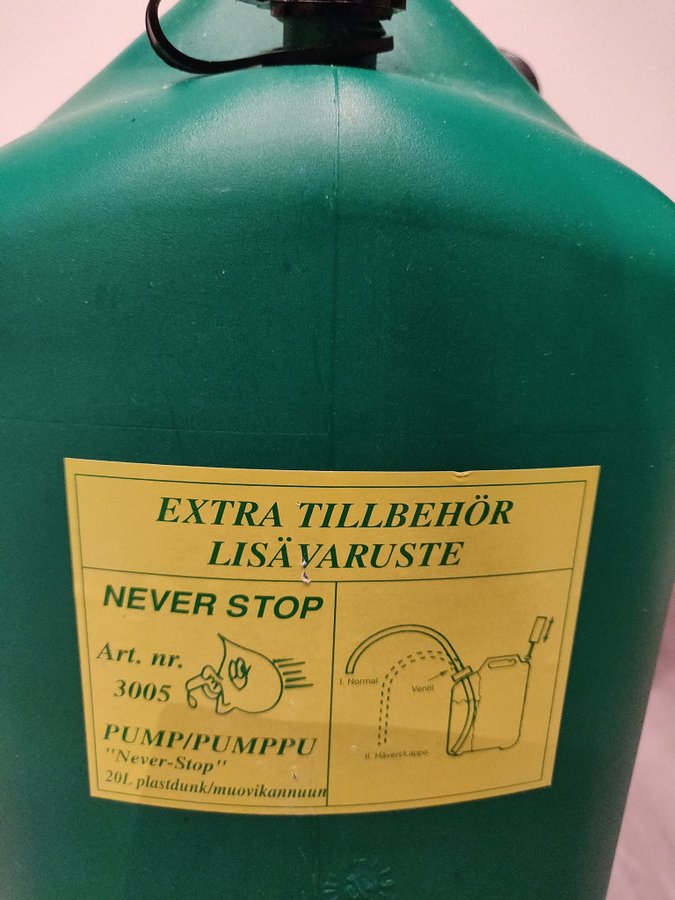 EXTRA TILLBEHÖR
LISÄVARUSTE
NEVER STOP
Art. nr.
3005
PUMP/PUMPPU
"Never-Stop"
20L plastdunk/muovikannuun
I. Normal
Ventil
II. Hävert/Lappo